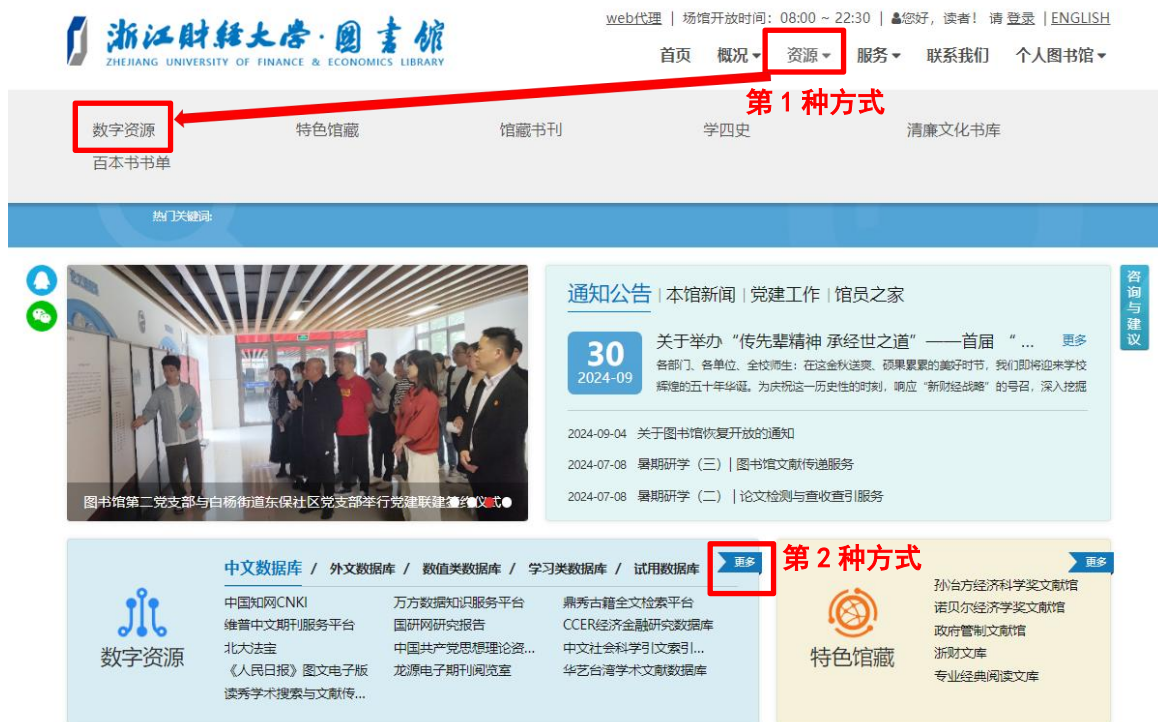 web代理 | 场馆开放时间：08:00 ~ 22:30 | 您好，读者！ 请 登录 | ENGLISH
浙江财经大学·圖書馆
ZHEJIANG UNIVERSITY OF FINANCE & ECONOMICS LIBRARY
首页 概况 资源 服务 联系我们 个人图书馆
第1种方式
数字资源 特色馆藏 馆藏书刊 学四史 清廉文化书库
百本书书单
热门关键词:
图书馆第二党支部与白杨街道东保社区党支部举行党建联建签约仪式
通知公告 | 本馆新闻 | 党建工作 | 馆员之家
30
2024-09
关于举办“传先辈精神 承经世之道”——首届 “ ... 更多
各部门、各单位、全校师生：在这金秋送爽、硕果累累的美好时节，我们即将迎来学校
辉煌的五十年华诞。为庆祝这一历史性的时刻，响应“新财经战略”的号召，深入挖掘
2024-09-04 关于图书馆恢复开放的通知
2024-07-08 暑期研学（三）| 图书馆文献传递服务
2024-07-08 暑期研学（二）| 论文检测与查收查引服务
咨询与建议
数字资源
中文数据库 / 外文数据库 / 数值类数据库 / 学习类数据库 / 试用数据库 更多
中国知网CNKI 万方数据知识服务平台 鼎秀古籍全文检索平台
维普中文期刊服务平台 国研网研究报告 CCER经济金融研究数据库
北大法宝 中国共产党思想理论资... 中文社会科学引文索引...
《人民日报》图文电子版 龙源电子期刊阅览室 华艺台湾学术文献数据库
读秀学术搜索与文献传...
第2种方式
特色馆藏
更多
孙冶方经济科学奖文献馆
诺贝尔经济学奖文献馆
政府管制文献馆
浙财文库
专业经典阅读文库